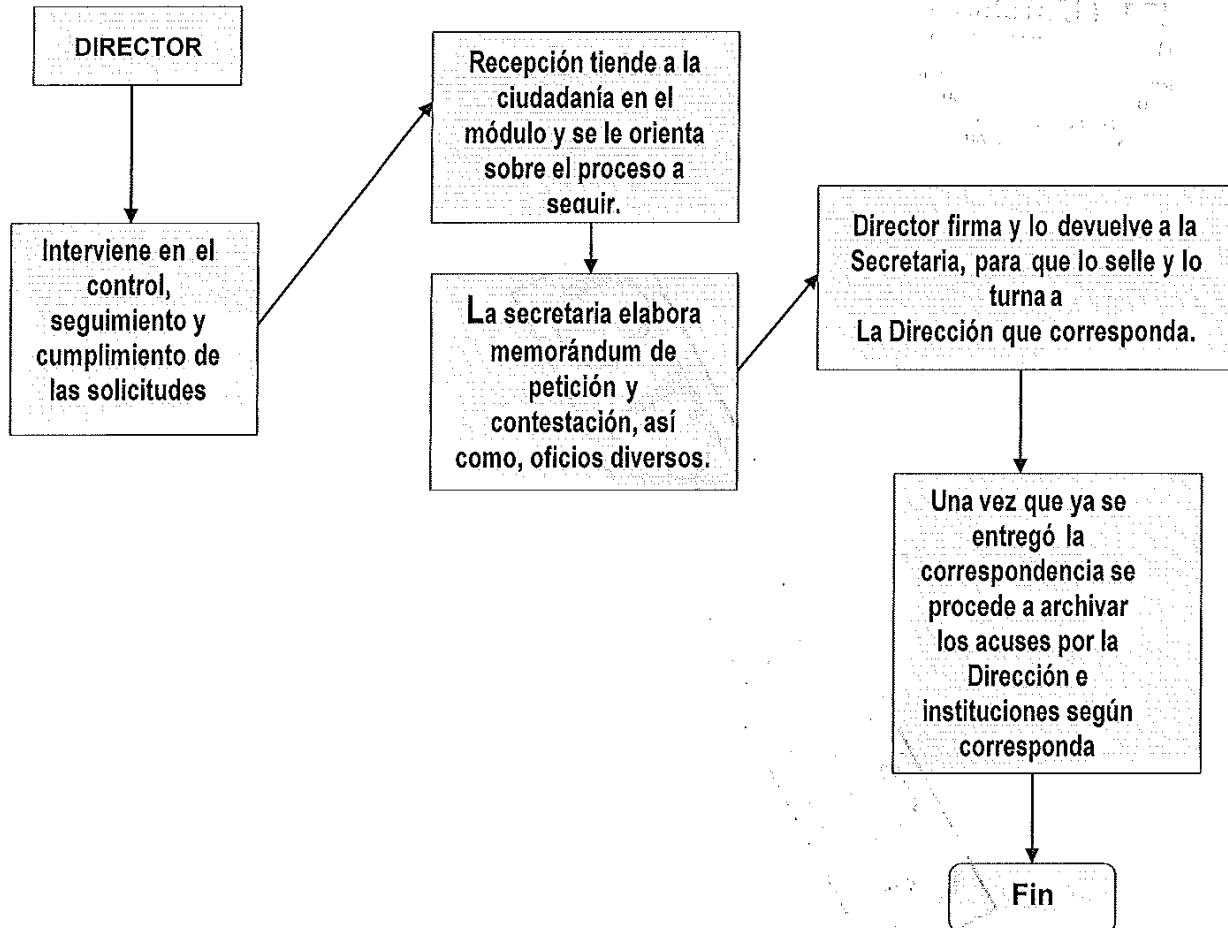 DIRECTOR
Interviene en el
control,
seguimiento y
cumplimiento de
las solicitudes
Recepción tiende a la
ciudadanía en el
módulo y se le orienta
sobre el proceso a
seguir.
La secretaria elabora
memorándum de
petición y
contestación, así
como, oficios diversos.
Director firma y lo devuelve a la
Secretaria, para que lo selle y lo
turna a
La Dirección que corresponda.
Una vez que ya se
entregó la
correspondencia se
procede a archivar
los acuses por la
Dirección e
instituciones según
corresponda
Fin